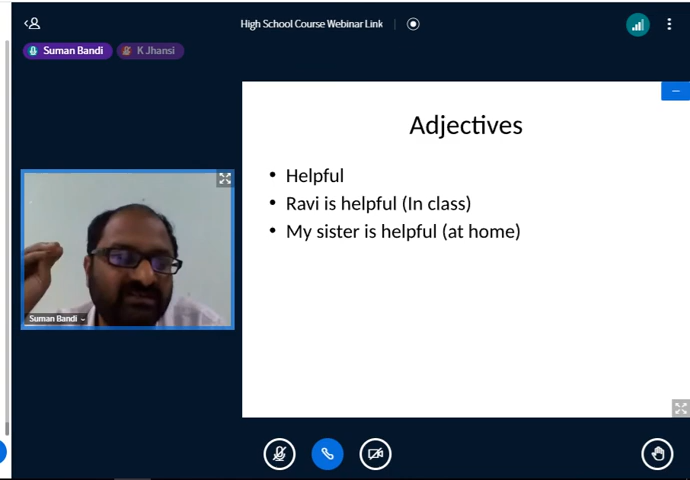 High School Course Webinar Link
Suman Bandi
K Jhansi
Adjectives
• Helpful
• Ravi is helpful (In class)
• My sister is helpful (at home)
Suman Bandi